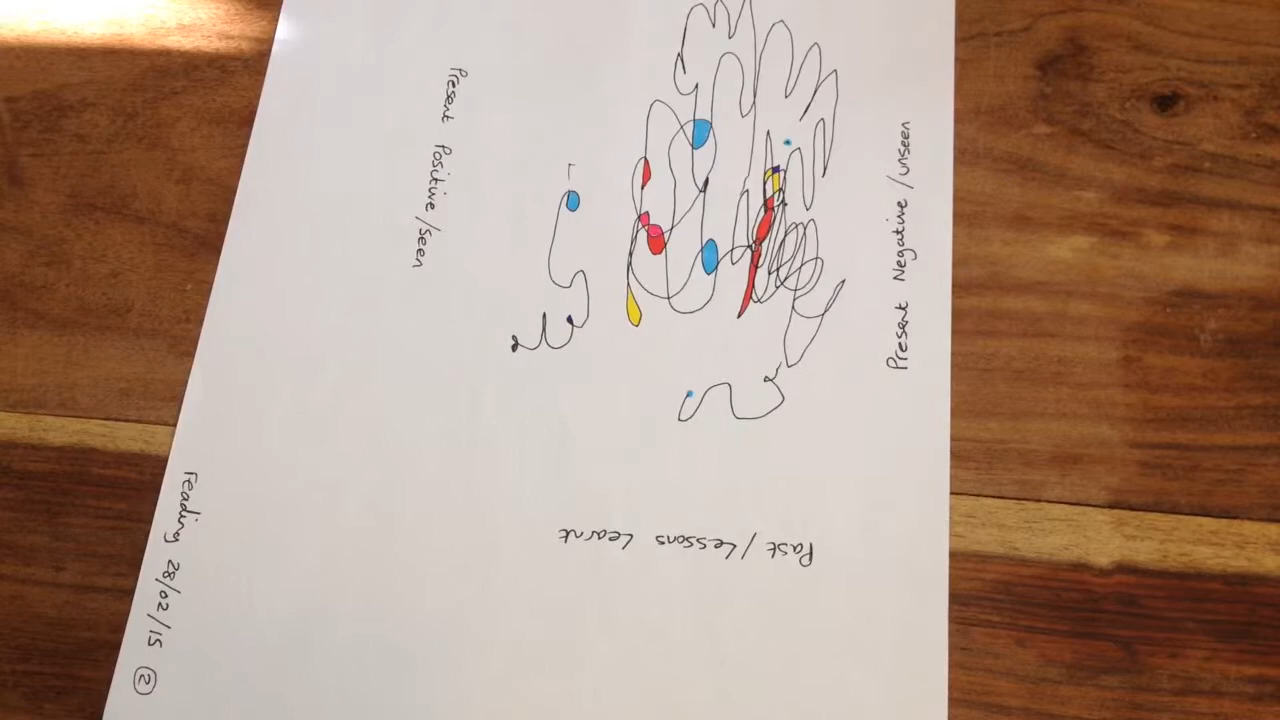 Present Negative/unseen
Present Positive/seen
Past/Lessons Learnt
Reading 28/02/15 2